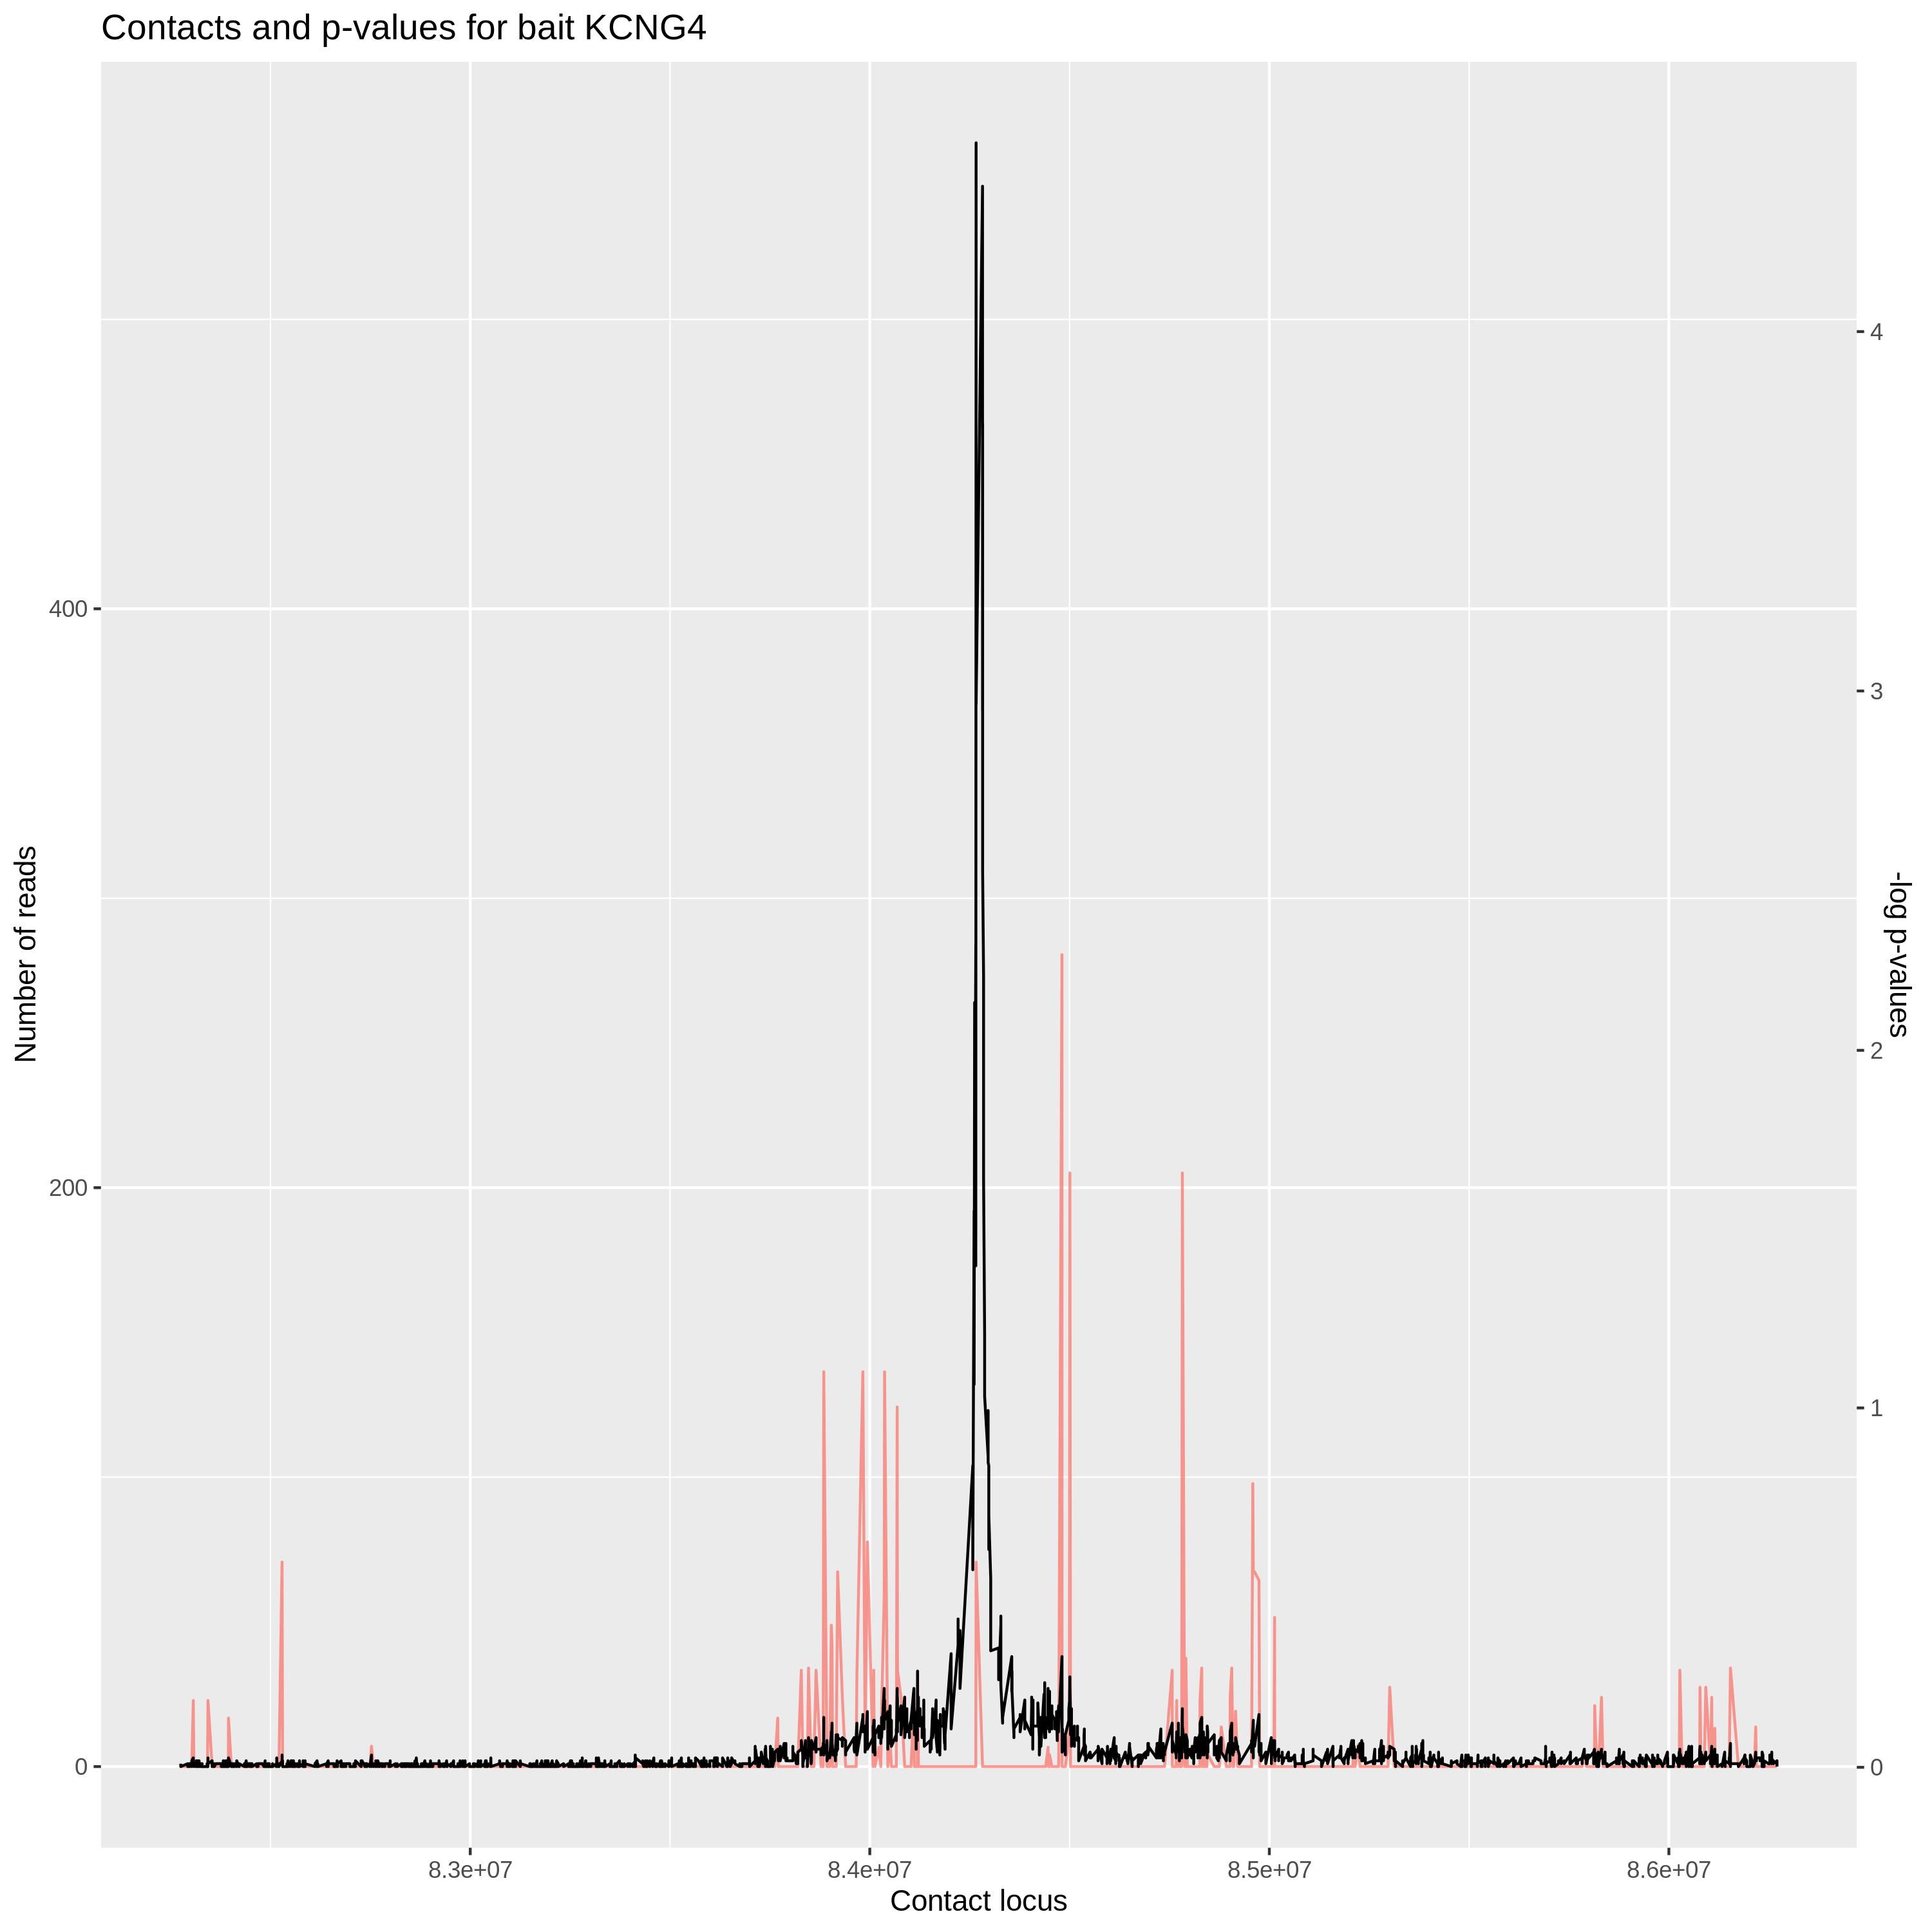 Contacts and p-values for bait KCNG4
Number of reads
400
200
0
4
3
2
1
0
-log p-values
8.3e+07
8.4e+07
8.5e+07
8.6e+07
Contact locus